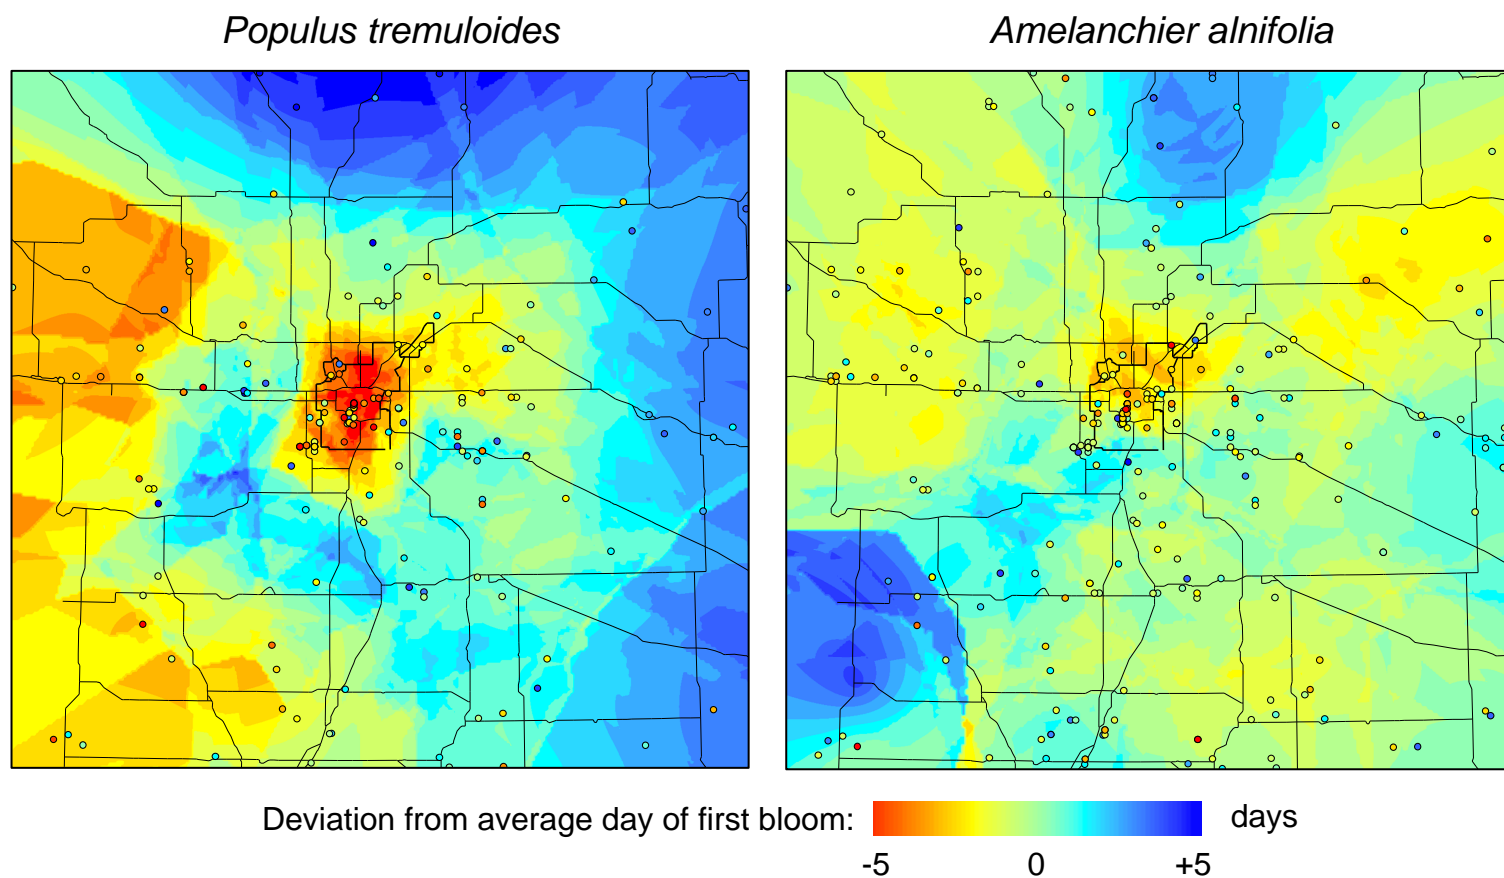 Populus tremuloides
Amelanchier alnifolia
Deviation from average day of first bloom: days
-5 0 +5